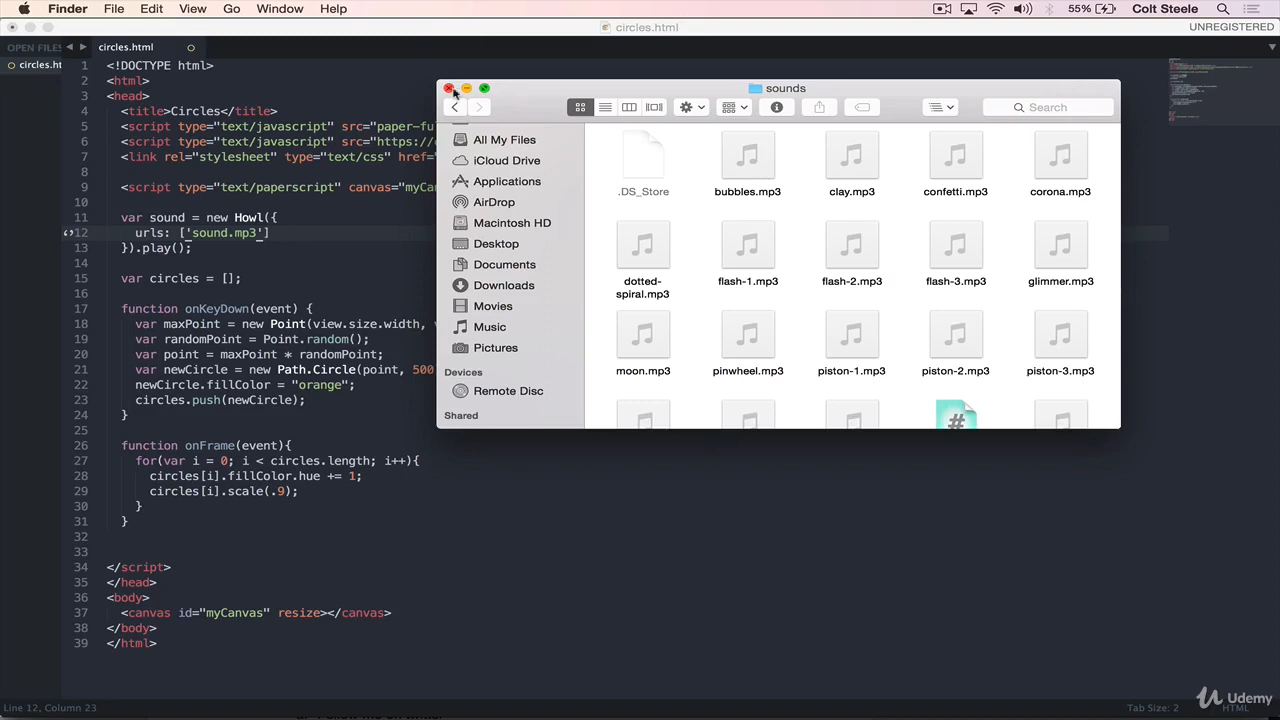 Finder File Edit View Go Window Help 55% Colt Steele
circles.html UNREGISTERED
OPEN FILES circles.html
circles.ht
1 <!DOCTYPE html>
2 <html>
3 <head>
4 <title>Circles</title>
5 <script type="text/javascript" src="paper-fu
6 <script type="text/javascript" src="https://c
7 <link rel="stylesheet" type="text/css" href="
8
9 <script type="text/paperscript" canvas="myCa
10
11 var sound = new Howl({
12 urls: ['sound.mp3']
13 }).play();
14
15 var circles = [];
16
17 function onKeyDown(event) {
18 var maxPoint = new Point(view.size.width,
19 var randomPoint = Point.random();
20 var point = maxPoint * randomPoint;
21 var newCircle = new Path.Circle(point, 500
22 newCircle.fillColor = "orange";
23 circles.push(newCircle);
24 }
25
26 function onFrame(event){
27 for(var i = 0; i < circles.length; i++){
28 circles[i].fillColor.hue += 1;
29 circles[i].scale(.9);
30 }
31 }
32
33
34 </script>
35 </head>
36 <body>
37 <canvas id="myCanvas" resize></canvas>
38 </body>
39 </html>
sounds
Search
All My Files
iCloud Drive
Applications
AirDrop
Macintosh HD
Desktop
Documents
Downloads
Movies
Music
Pictures
Devices
Remote Disc
Shared
.DS_Store bubbles.mp3 clay.mp3 confetti.mp3 corona.mp3
dotted-spiral.mp3 flash-1.mp3 flash-2.mp3 flash-3.mp3 glimmer.mp3
moon.mp3 pinwheel.mp3 piston-1.mp3 piston-2.mp3 piston-3.mp3
#
Line 12, Column 23 Tab Size: 2 HTML
Udemy